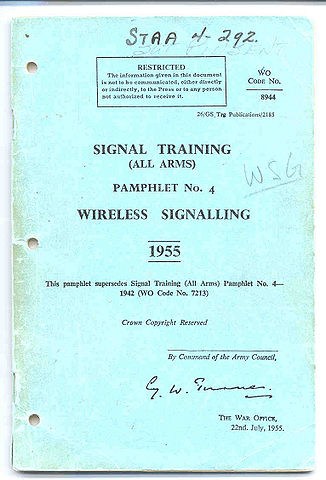 STAA 4-292.
RESTRICTED
The information given in this document
is not to be communicated, either directly
or indirectly, to the Press or to any person
not authorized to receive it.
WO
CODE NO.
8944
26/GS Trg Publications/2185
SIGNAL TRAINING
(ALL ARMS)
PAMPHLET No. 4
WSG
WIRELESS SIGNALLING
1955
This pamphlet supersedes Signal Training (All Arms) Pamphlet No. 4—
1942 (WO Code No. 7213)
Crown Copyright Reserved
By Command of the Army Council,
G. W. Turner.
THE WAR OFFICE,
22nd. July, 1955.